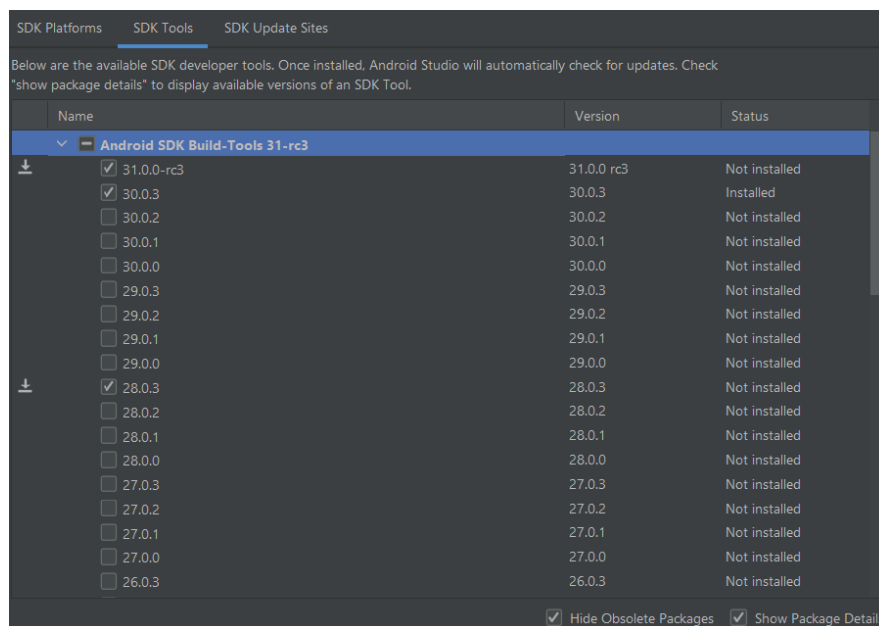 SDK Platforms SDK Tools SDK Update Sites
Below are the available SDK developer tools. Once installed, Android Studio will automatically check for updates. Check
"show package details" to display available versions of an SDK Tool.
Name Version Status
Android SDK Build-Tools 31-rc3
31.0.0-rc3 31.0.0 rc3 Not installed
30.0.3 30.0.3 Installed
30.0.2 30.0.2 Not installed
30.0.1 30.0.1 Not installed
30.0.0 30.0.0 Not installed
29.0.3 29.0.3 Not installed
29.0.2 29.0.2 Not installed
29.0.1 29.0.1 Not installed
29.0.0 29.0.0 Not installed
28.0.3 28.0.3 Not installed
28.0.2 28.0.2 Not installed
28.0.1 28.0.1 Not installed
28.0.0 28.0.0 Not installed
27.0.3 27.0.3 Not installed
27.0.2 27.0.2 Not installed
27.0.1 27.0.1 Not installed
27.0.0 27.0.0 Not installed
26.0.3 26.0.3 Not installed
Hide Obsolete Packages Show Package Detail